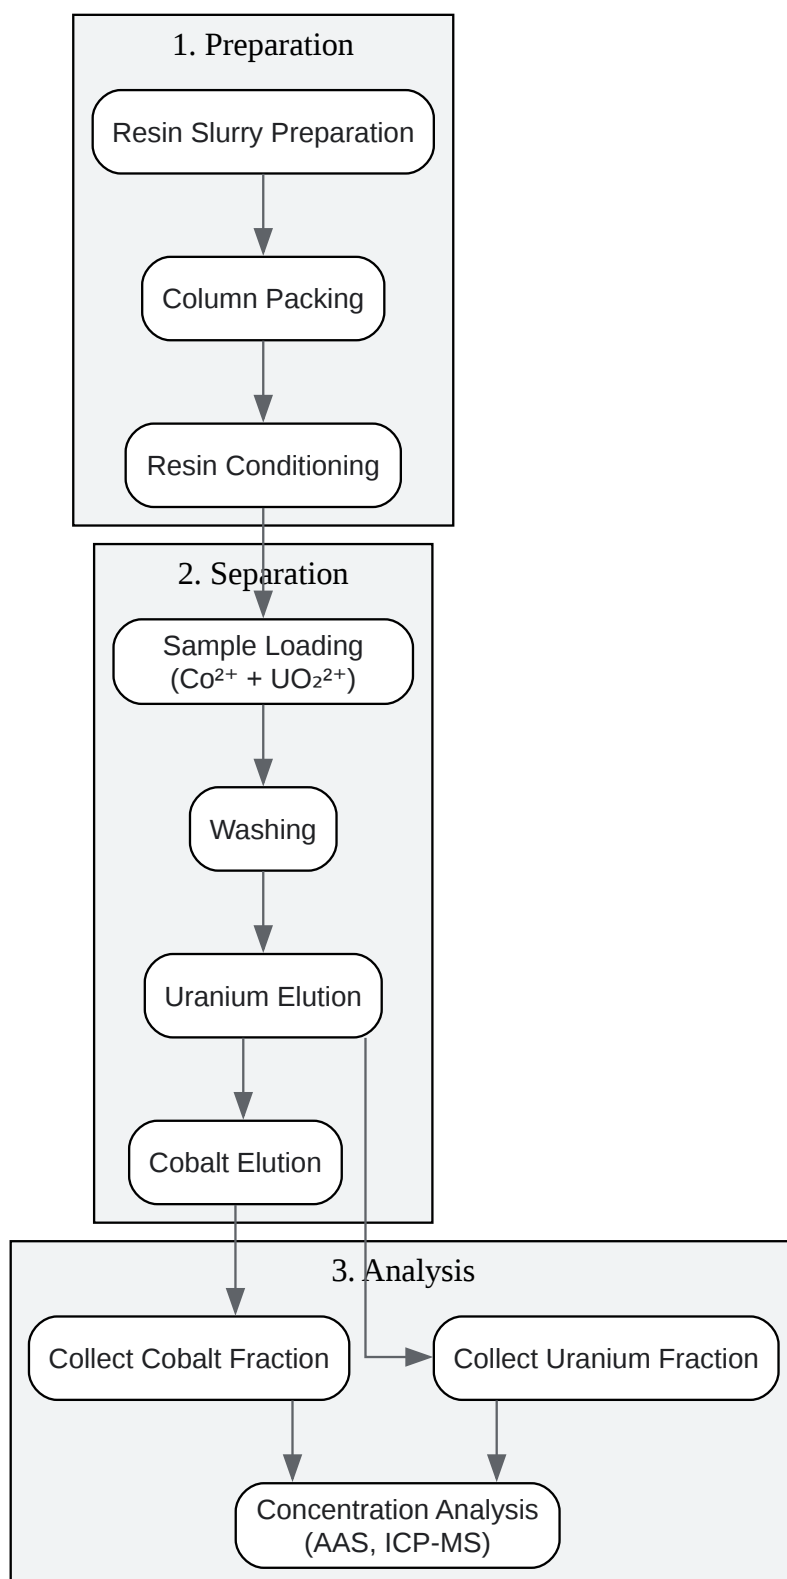 1. Preparation
Resin Slurry Preparation
Column Packing
Resin Conditioning
2. Separation
Sample Loading
(Co²⁺ + UO₂²⁺)
Washing
Uranium Elution
Cobalt Elution
3. Analysis
Collect Cobalt Fraction
Collect Uranium Fraction
Concentration Analysis
(AAS, ICP-MS)